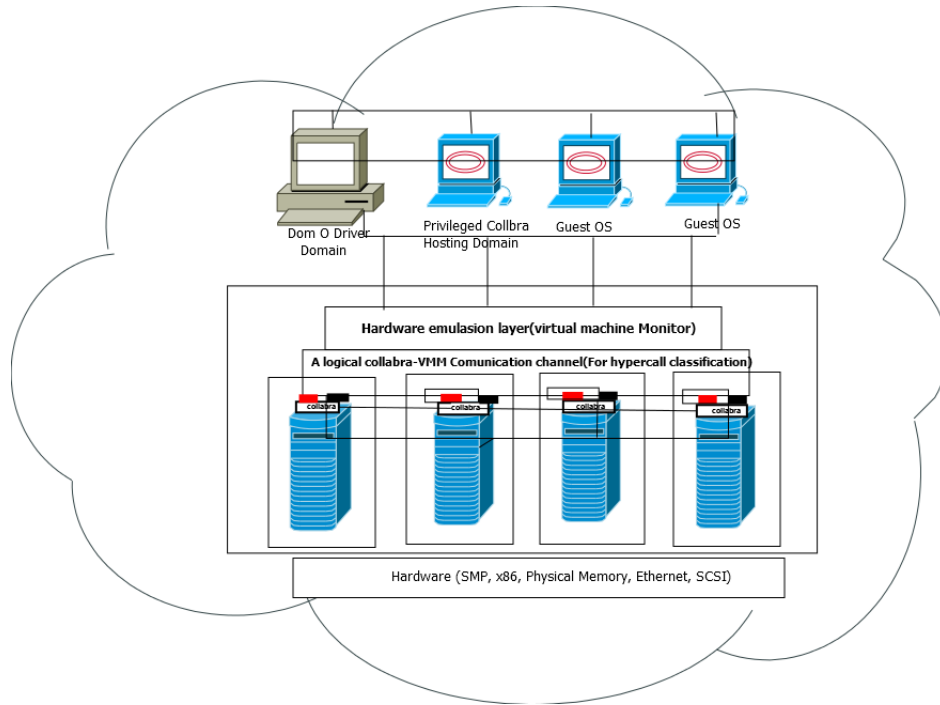 Dom O Driver
Domain
Privileged Collbra
Hosting Domain
Guest OS
Guest OS
Hardware emulasion layer(virtual machine Monitor)
A logical collabra-VMM Comunication channel(For hypercall classification)
collabra
collabra
collabra
collabra
Hardware (SMP, x86, Physical Memory, Ethernet, SCSI)